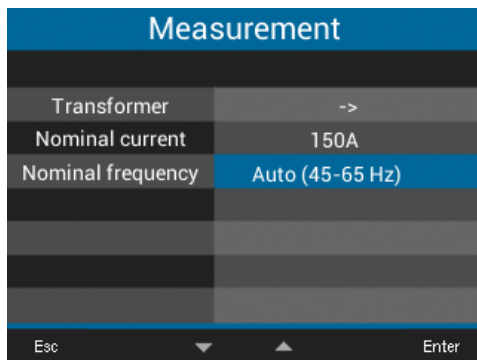 Measurement
Transformer ->
Nominal current 150A
Nominal frequency Auto (45-65 Hz)
Esc Enter